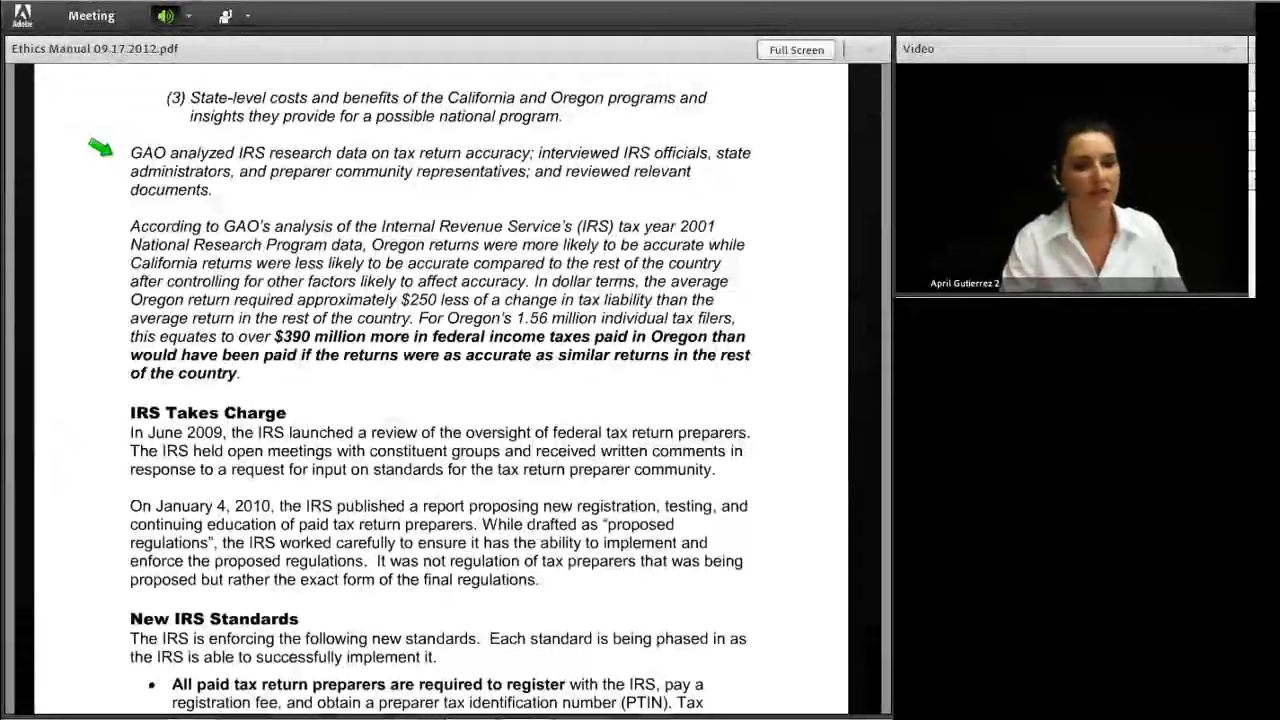 Adobe
Meeting
Ethics Manual 09.17.2012.pdf
Full Screen
Video
(3) State-level costs and benefits of the California and Oregon programs and
insights they provide for a possible national program.
GAO analyzed IRS research data on tax return accuracy; interviewed IRS officials, state
administrators, and preparer community representatives; and reviewed relevant
documents.
According to GAO's analysis of the Internal Revenue Service's (IRS) tax year 2001
National Research Program data, Oregon returns were more likely to be accurate while
California returns were less likely to be accurate compared to the rest of the country
after controlling for other factors likely to affect accuracy. In dollar terms, the average
Oregon return required approximately $250 less of a change in tax liability than the
average return in the rest of the country. For Oregon's 1.56 million individual tax filers,
this equates to over $390 million more in federal income taxes paid in Oregon than
would have been paid if the returns were as accurate as similar returns in the rest
of the country.
IRS Takes Charge
In June 2009, the IRS launched a review of the oversight of federal tax return preparers.
The IRS held open meetings with constituent groups and received written comments in
response to a request for input on standards for the tax return preparer community.
On January 4, 2010, the IRS published a report proposing new registration, testing, and
continuing education of paid tax return preparers. While drafted as “proposed
regulations”, the IRS worked carefully to ensure it has the ability to implement and
enforce the proposed regulations. It was not regulation of tax preparers that was being
proposed but rather the exact form of the final regulations.
New IRS Standards
The IRS is enforcing the following new standards. Each standard is being phased in as
the IRS is able to successfully implement it.
• All paid tax return preparers are required to register with the IRS, pay a
registration fee, and obtain a preparer tax identification number (PTIN). Tax
April Gutierrez 2